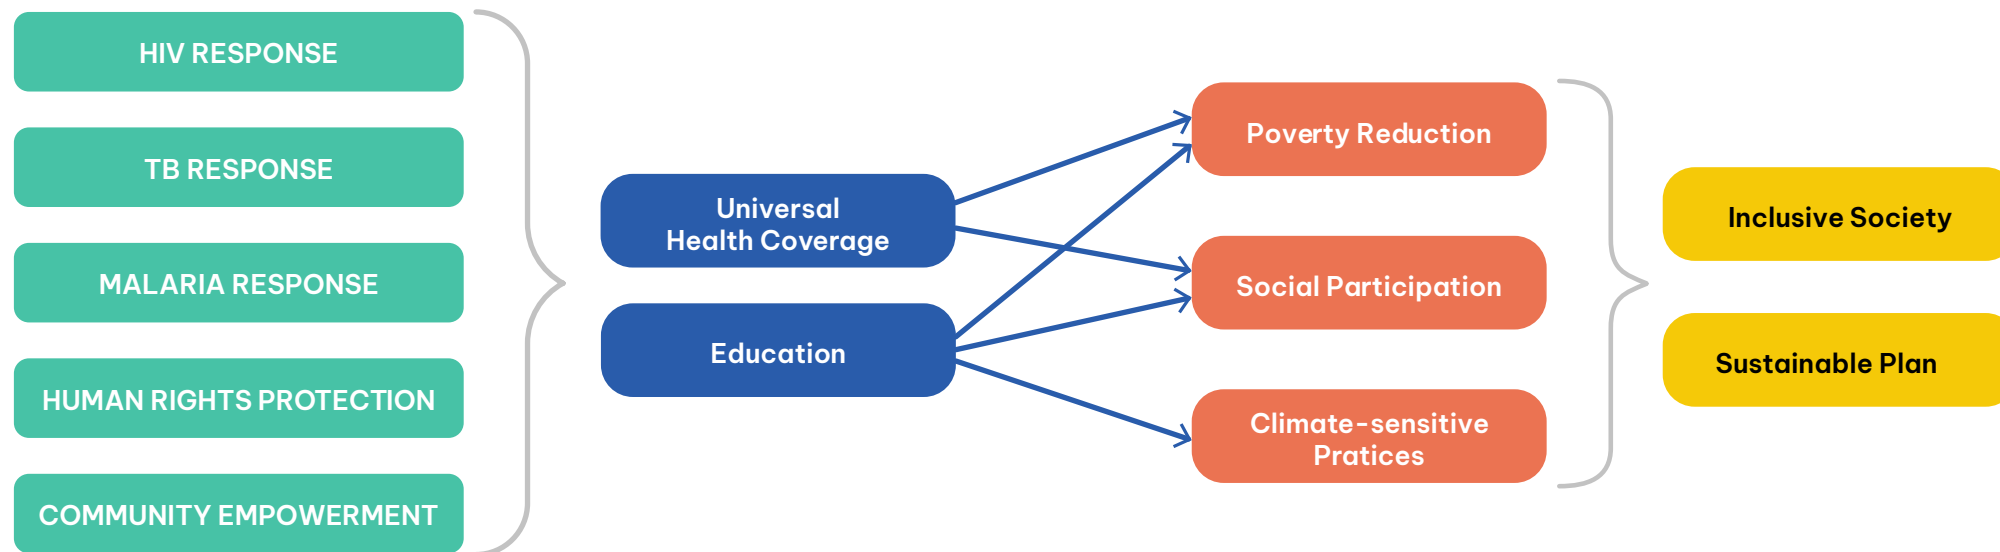 HIV RESPONSE
TB RESPONSE
MALARIA RESPONSE
HUMAN RIGHTS PROTECTION
COMMUNITY EMPOWERMENT
Universal
Health Coverage
Education
Poverty Reduction
Social Participation
Climate-sensitive
Pratices
Inclusive Society
Sustainable Plan